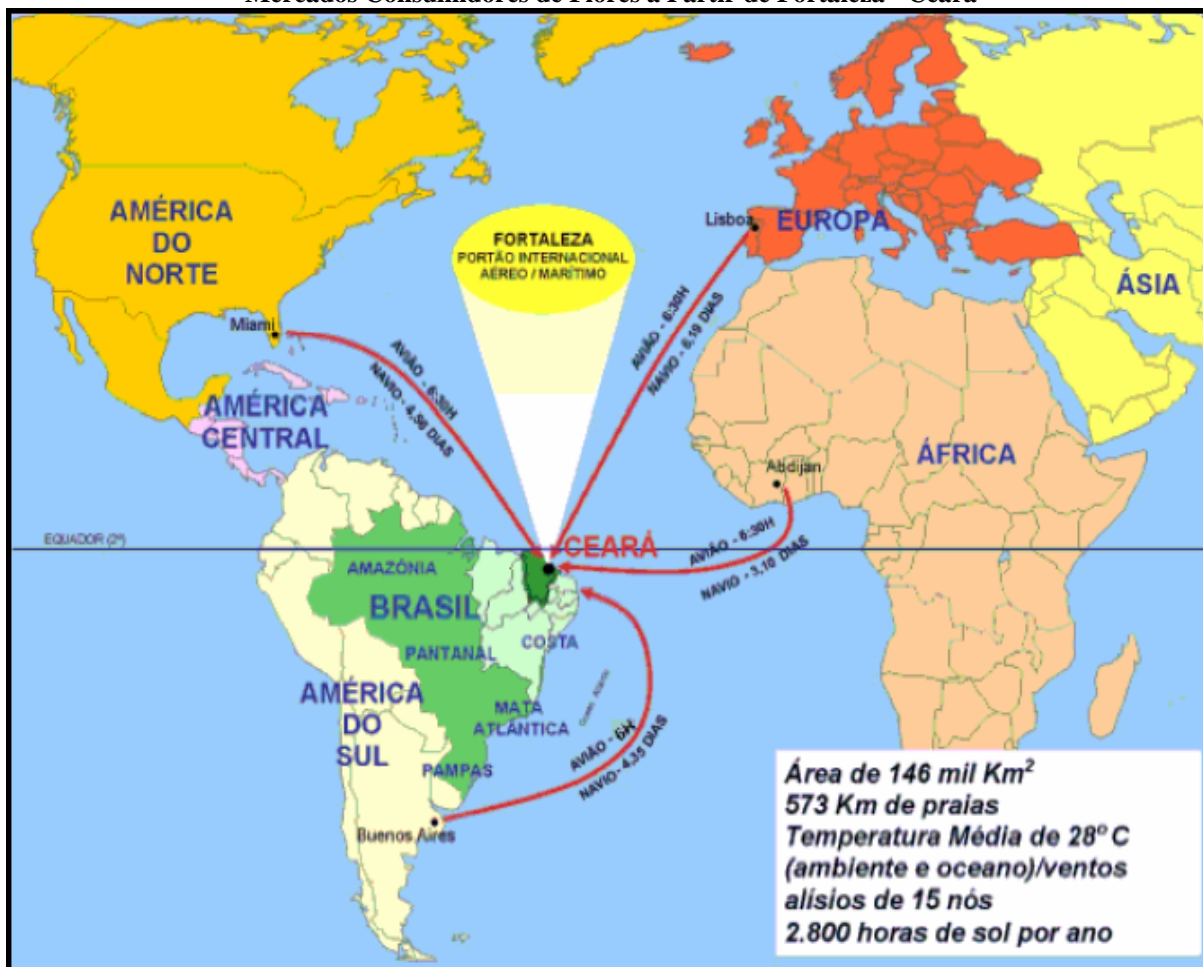 Mercados Consumidores de Flores a Partir de Fortaleza - Ceará
AMÉRICA
DO
NORTE
Miami
AMÉRICA
CENTRAL
FORTALEZA
PORTÃO INTERNACIONAL
AÉREO / MARÍTIMO
Lisboa
EUROPA
ÁSIA
AVIÃO - 6:30H
NAVIO - 4,56 DIAS
AVIÃO - 6:30H
NAVIO - 6,19 DIAS
ÁFRICA
Abdijan
EQUADOR (2º)
CEARÁ
AVIÃO - 6:30H
NAVIO - 3,10 DIAS
AMAZÔNIA
BRASIL
PANTANAL
COSTA
MATA
ATLÂNTICA
PAMPAS
AMÉRICA
DO
SUL
Buenos Aires
AVIÃO - 6H
NAVIO - 4,35 DIAS
Área de 146 mil Km²
573 Km de praias
Temperatura Média de 28º C
(ambiente e oceano)/ventos
alísios de 15 nós
2.800 horas de sol por ano